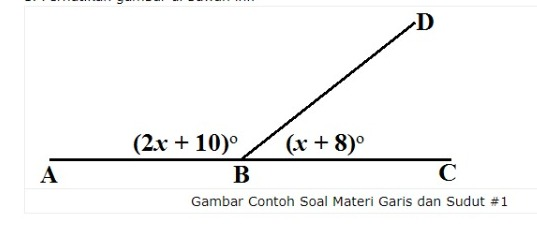 D
(2x + 10)° (x + 8)°
A B C
Gambar Contoh Soal Materi Garis dan Sudut #1